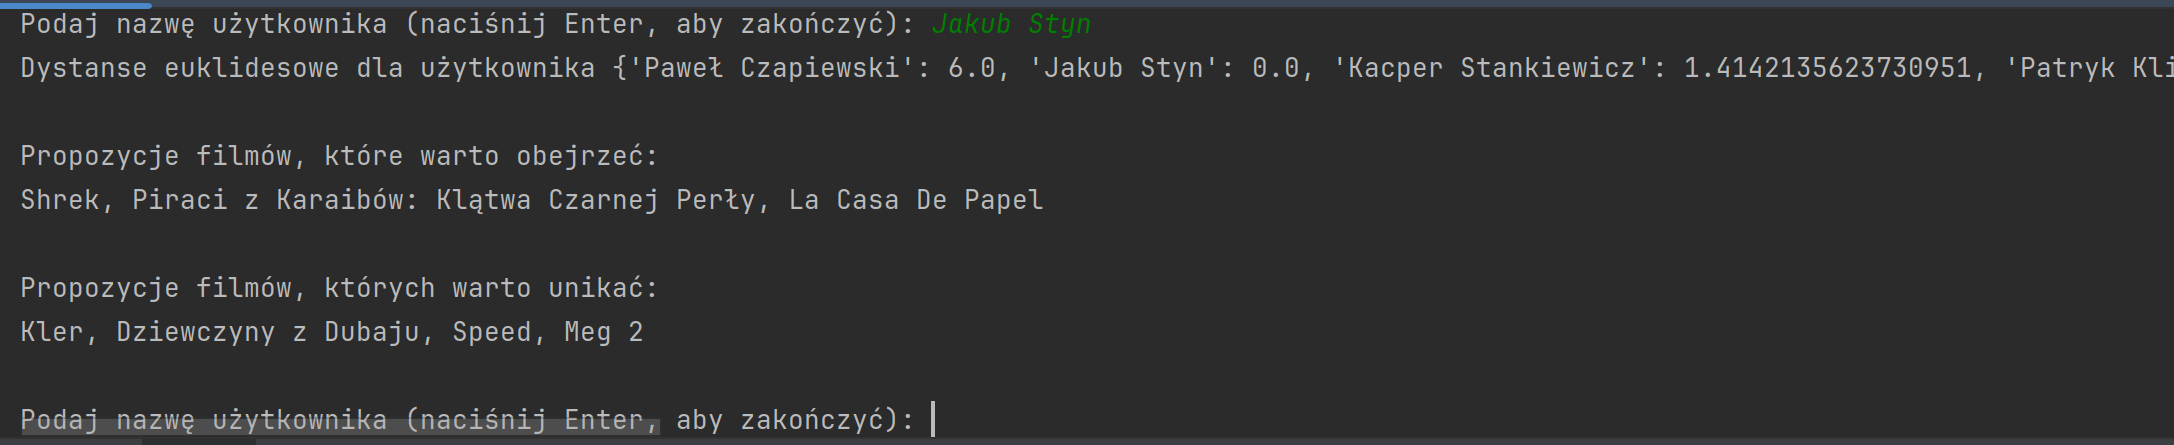 Podaj nazwę użytkownika (naciśnij Enter, aby zakończyć): Jakub Styn
Dystanse euklidesowe dla użytkownika {'Paweł Czapiewski': 6.0, 'Jakub Styn': 0.0, 'Kacper Stankiewicz': 1.4142135623730951, 'Patryk Kli
Propozycje filmów, które warto obejrzeć:
Shrek, Piraci z Karaibów: Klątwa Czarnej Perły, La Casa De Papel
Propozycje filmów, których warto unikać:
Kler, Dziewczyny z Dubaju, Speed, Meg 2
Podaj nazwę użytkownika (naciśnij Enter, aby zakończyć):